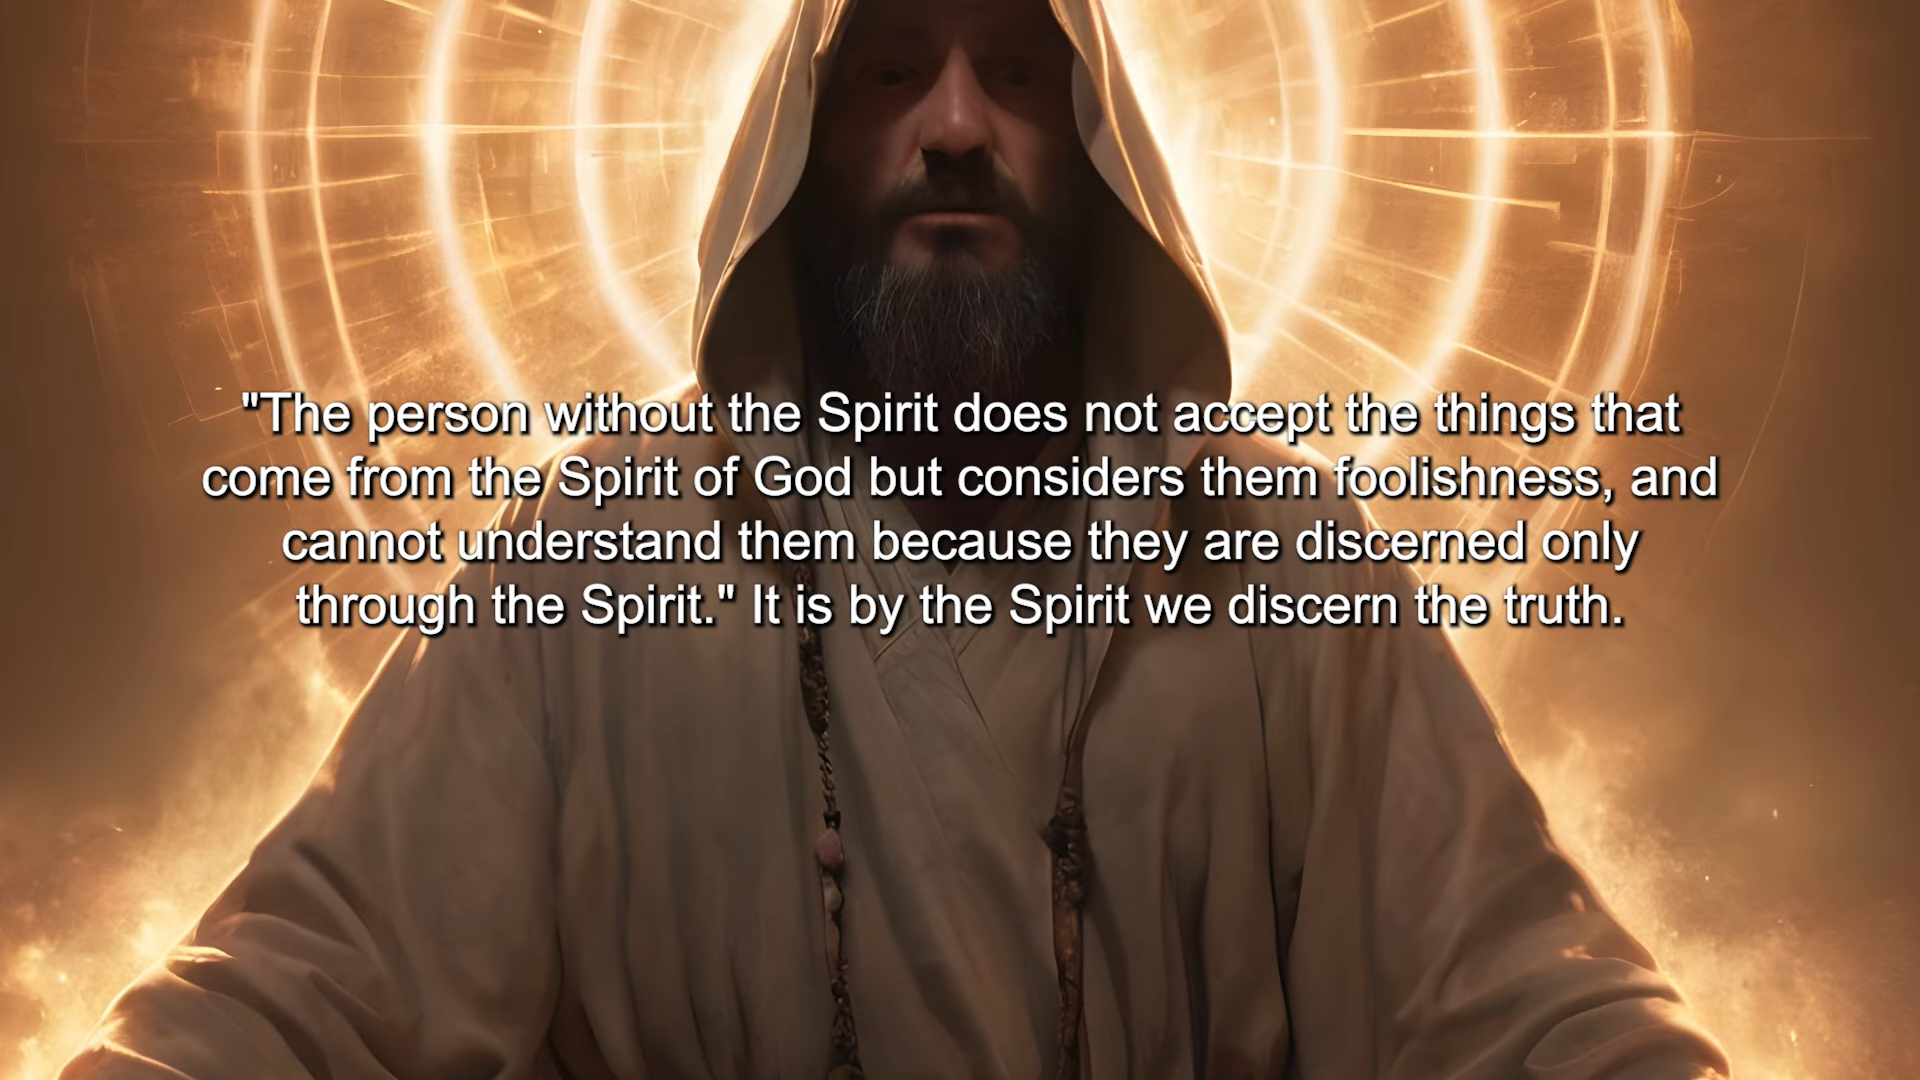 "The person without the Spirit does not accept the things that
come from the Spirit of God but considers them foolishness, and
cannot understand them because they are discerned only
through the Spirit." It is by the Spirit we discern the truth.